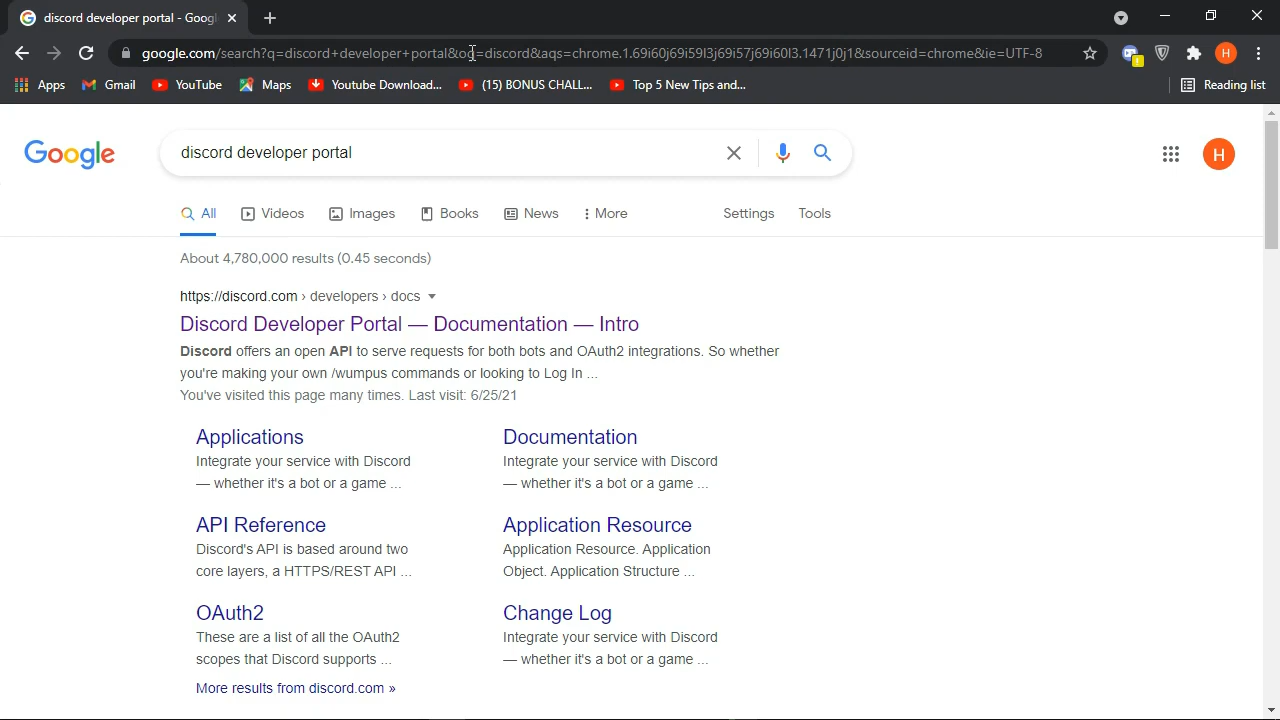 discord developer portal - Googl
google.com/search?q=discord+developer+portal&oq=discord&aqs=chrome.1.69i60j69i59l3j69i57j69i60l3.1471j0j1&sourceid=chrome&ie=UTF-8
Apps Gmail YouTube Maps Youtube Download... (15) BONUS CHALL... Top 5 New Tips and... Reading list
Google discord developer portal H
All Videos Images Books News More Settings Tools
About 4,780,000 results (0.45 seconds)
https://discord.com › developers › docs
Discord Developer Portal — Documentation — Intro
Discord offers an open API to serve requests for both bots and OAuth2 integrations. So whether
you're making your own /wumpus commands or looking to Log In ...
You've visited this page many times. Last visit: 6/25/21
Applications
Integrate your service with Discord
— whether it's a bot or a game ...
Documentation
Integrate your service with Discord
— whether it's a bot or a game ...
API Reference
Discord's API is based around two
core layers, a HTTPS/REST API ...
Application Resource
Application Resource. Application
Object. Application Structure ...
OAuth2
These are a list of all the OAuth2
scopes that Discord supports ...
Change Log
Integrate your service with Discord
— whether it's a bot or a game ...
More results from discord.com »